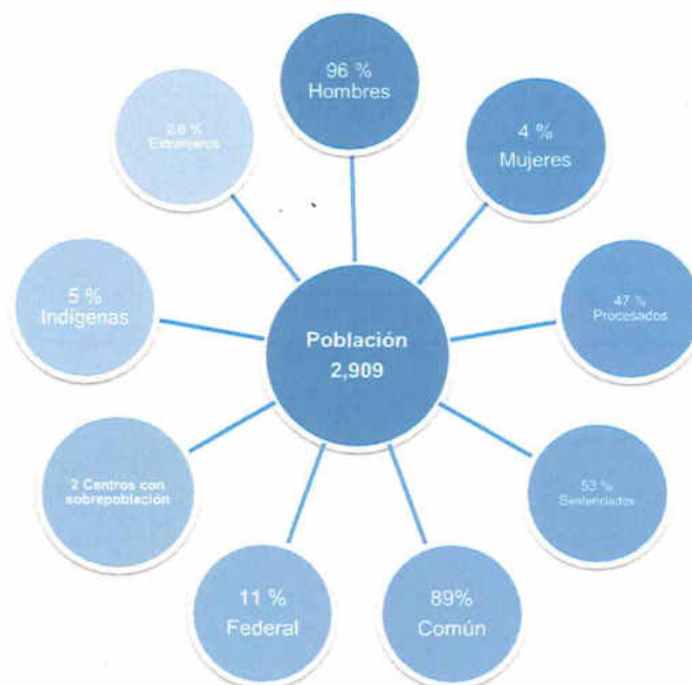 96 %
Hombres
4 %
Mujeres
47 %
Procesados
53 %
Sentenciados
89%
Común
11 %
Federal
2 Centros con
sobrepoblación
5 %
Indígenas
2.6 %
Extranjeros
Población
2,909